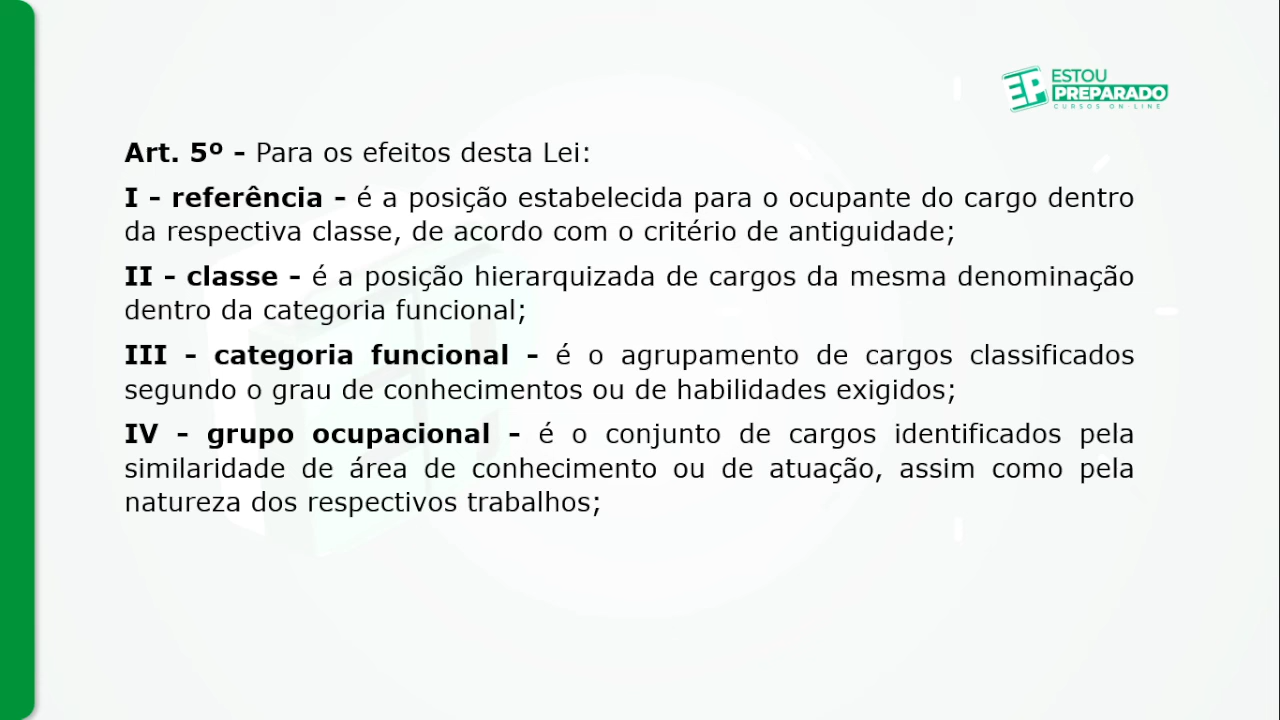 ESTOU
PREPARADO
CURSOS ON-LINE
Art. 5º - Para os efeitos desta Lei:
I - referência - é a posição estabelecida para o ocupante do cargo dentro
da respectiva classe, de acordo com o critério de antiguidade;
II - classe - é a posição hierarquizada de cargos da mesma denominação
dentro da categoria funcional;
III - categoria funcional - é o agrupamento de cargos classificados
segundo o grau de conhecimentos ou de habilidades exigidos;
IV - grupo ocupacional - é o conjunto de cargos identificados pela
similaridade de área de conhecimento ou de atuação, assim como pela
natureza dos respectivos trabalhos;